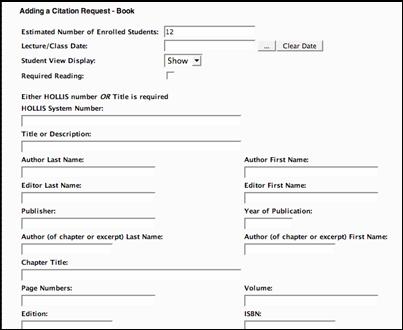 Adding a Citation Request - Book
Estimated Number of Enrolled Students: 12
Lecture/Class Date: ... Clear Date
Student View Display: Show
Required Reading:
Either HOLLIS number OR Title is required
HOLLIS System Number:
Title or Description:
Author Last Name: Author First Name:
Editor Last Name: Editor First Name:
Publisher: Year of Publication:
Author (of chapter or excerpt) Last Name: Author (of chapter or excerpt) First Name:
Chapter Title:
Page Numbers: Volume:
Edition: ISBN: